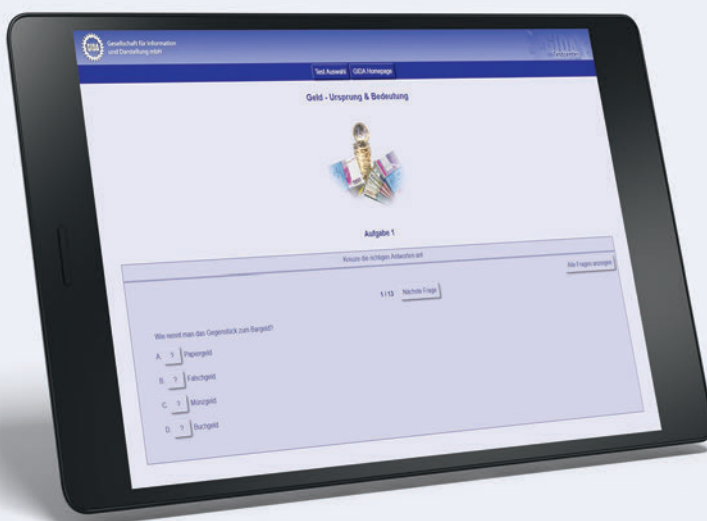 GIDA
Gesellschaft für Information
und Darstellung mbH
Test Auswahl GIDA Homepage
Geld - Ursprung & Bedeutung
Aufgabe 1
Kreuze die richtigen Antworten an!
Alle Fragen anzeigen
1 / 13 Nächste Frage
Wie nennt man das Gegenstück zum Bargeld?
A. ? Papiergeld
B. ? Falschgeld
C. ? Münzgeld
D. ? Buchgeld